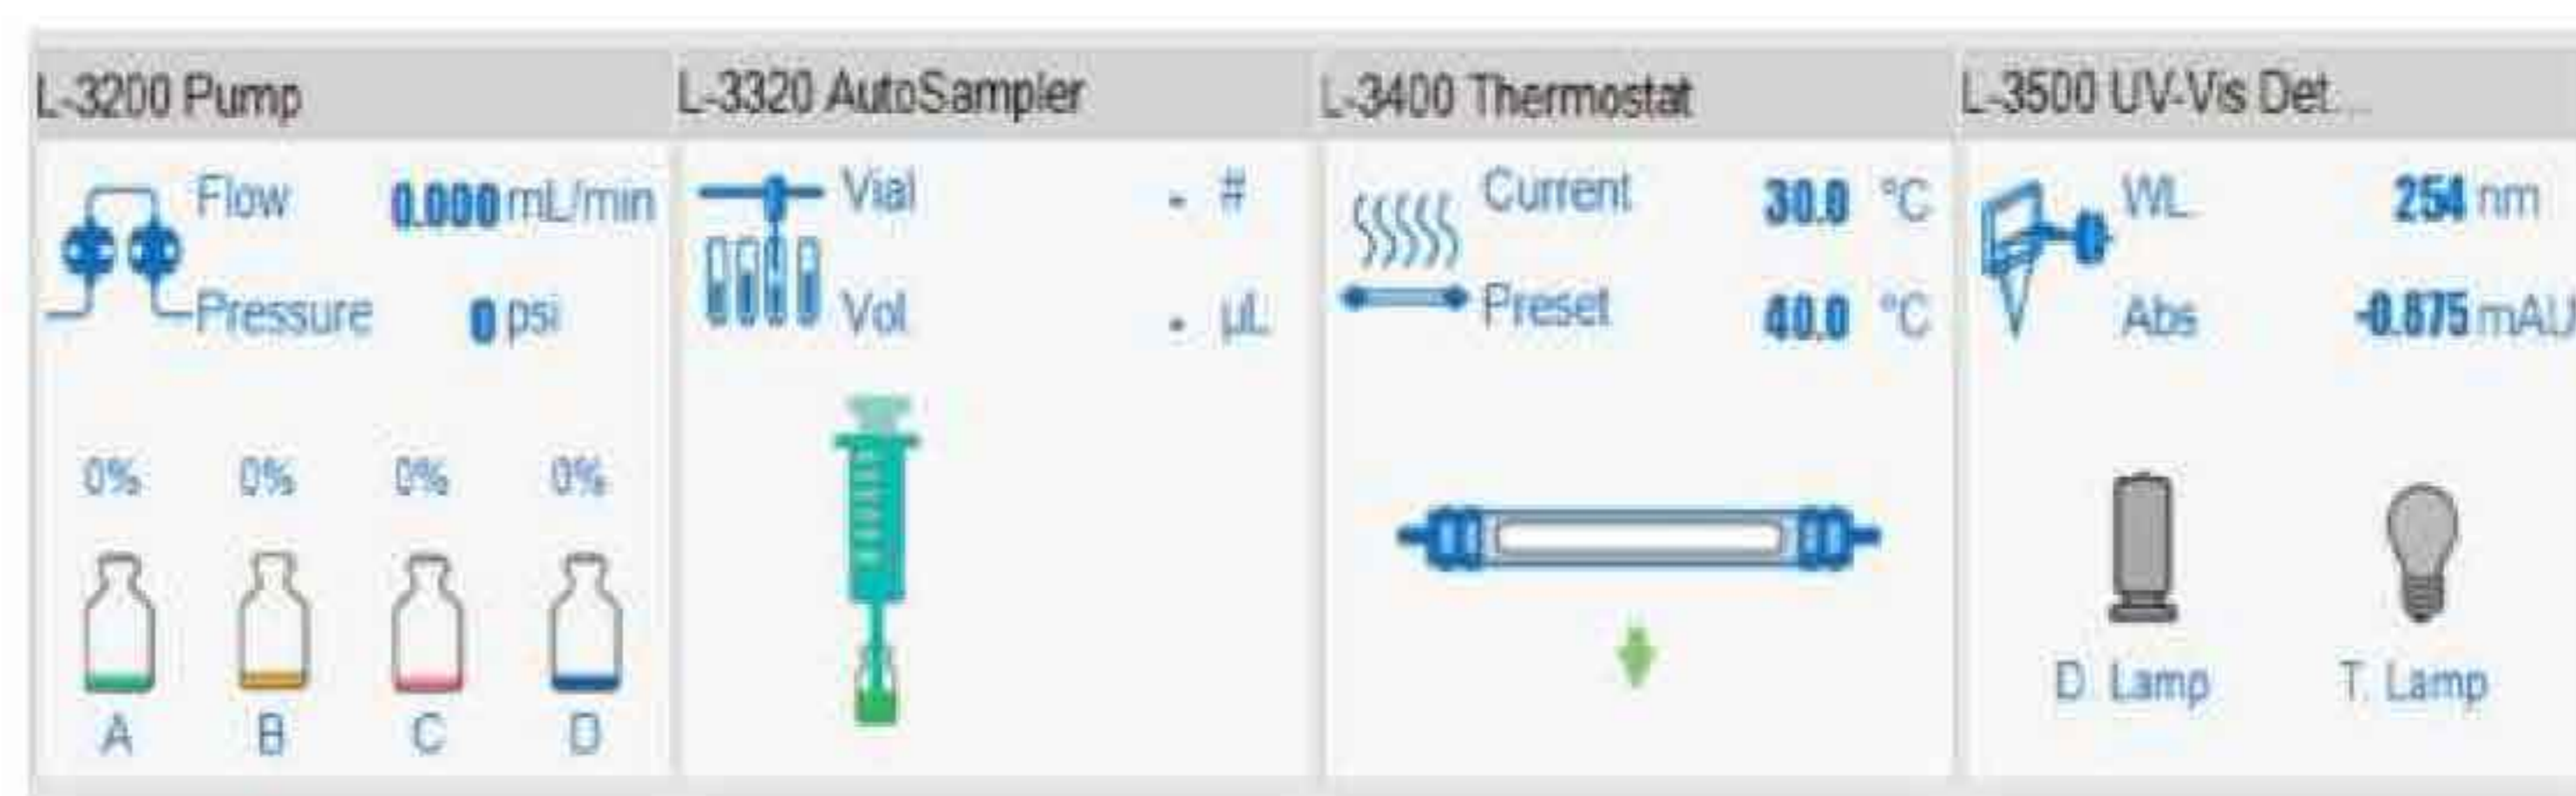 L-3200 Pump
Flow 0.000 mL/min
Pressure 0 psi
0% 0% 0% 0%
A B C D
L-3320 AutoSampler
Vial - #
Vol - µL
L-3400 Thermostat
Current 30.0 °C
Preset 40.0 °C
L-3500 UV-Vis Det...
WL 254 nm
Abs -0.875 mAU
D. Lamp T. Lamp